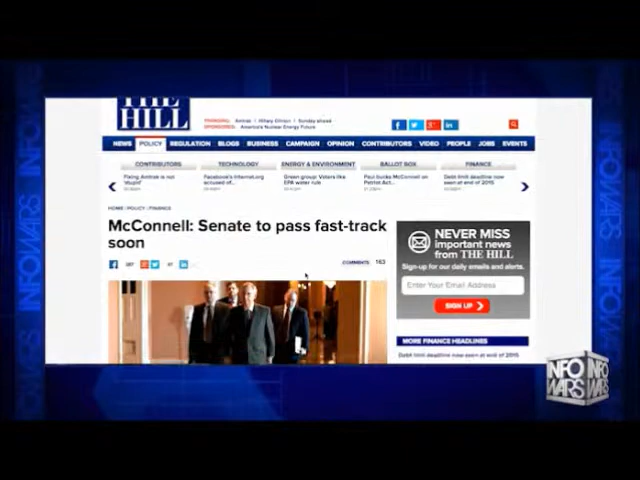 THE HILL
TRENDING: Amtrak | Hillary Clinton | Sunday shows
SPONSORED: America's Nuclear Energy Future
NEWS POLICY REGULATION BLOGS BUSINESS CAMPAIGN OPINION CONTRIBUTORS VIDEO PEOPLE JOBS EVENTS
CONTRIBUTORS TECHNOLOGY ENERGY & ENVIRONMENT BALLOT BOX FINANCE
Fixing Amtrak is not 'stupid'
Facebook's Internet.org accused of...
Green group: Voters like EPA water rule
Paul bucks McConnell on Patriot Act...
Debt limit deadline now seen at end of 2015
HOME | POLICY | FINANCE
McConnell: Senate to pass fast-track
soon
COMMENTS 163
NEVER MISS
important news
from THE HILL
Sign-up for our daily emails and alerts.
Enter Your Email Address
SIGN UP
MORE FINANCE HEADLINES
Debt limit deadline now seen at end of 2015
INFO WARS
INFO WARS
INFOWARS
INFOWARS